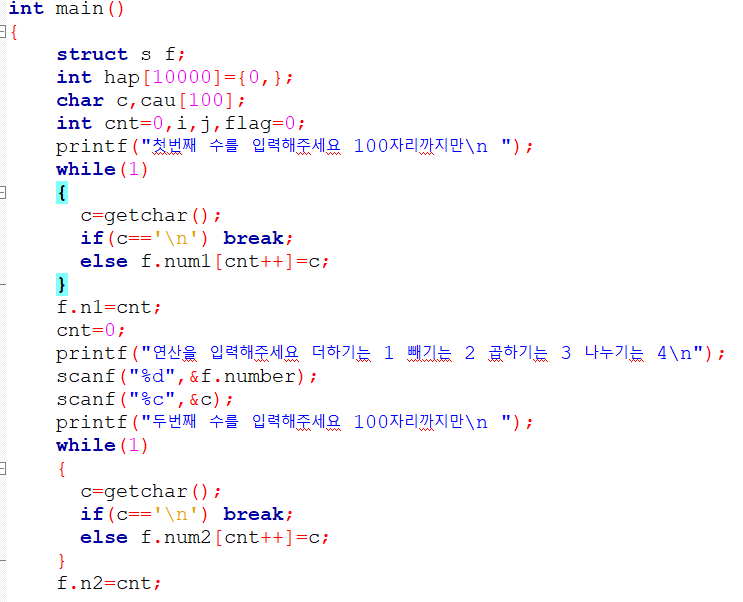 int main()
{
struct s f;
int hap[10000]={0,};
char c,cau[100];
int cnt=0,i,j,flag=0;
printf("첫번째 수를 입력해주세요 100자리까지만\n ");
while(1)
{
c=getchar();
if(c=='\n') break;
else f.num1[cnt++]=c;
}
f.n1=cnt;
cnt=0;
printf("연산을 입력해주세요 더하기는 1 빼기는 2 곱하기는 3 나누기는 4\n");
scanf("%d",&f.number);
scanf("%c",&c);
printf("두번째 수를 입력해주세요 100자리까지만\n ");
while(1)
{
c=getchar();
if(c=='\n') break;
else f.num2[cnt++]=c;
}
f.n2=cnt;